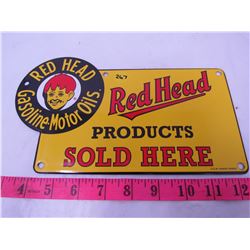 RED HEAD
Gasoline-Motor Oils.
267
Red Head
PRODUCTS
SOLD HERE
4 5 6 7 8 9 10 11 12